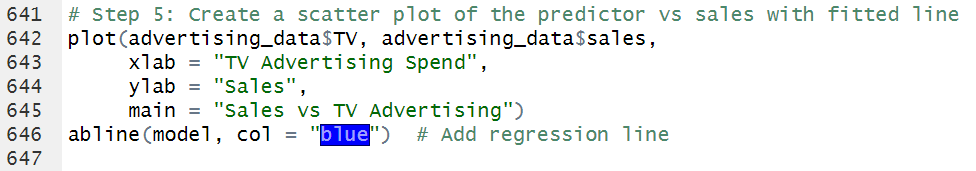 641 # Step 5: Create a scatter plot of the predictor vs sales with fitted line
642 plot(advertising_data$TV, advertising_data$sales,
643      xlab = "TV Advertising Spend",
644      ylab = "Sales",
645      main = "Sales vs TV Advertising")
646 abline(model, col = "blue")  # Add regression line
647